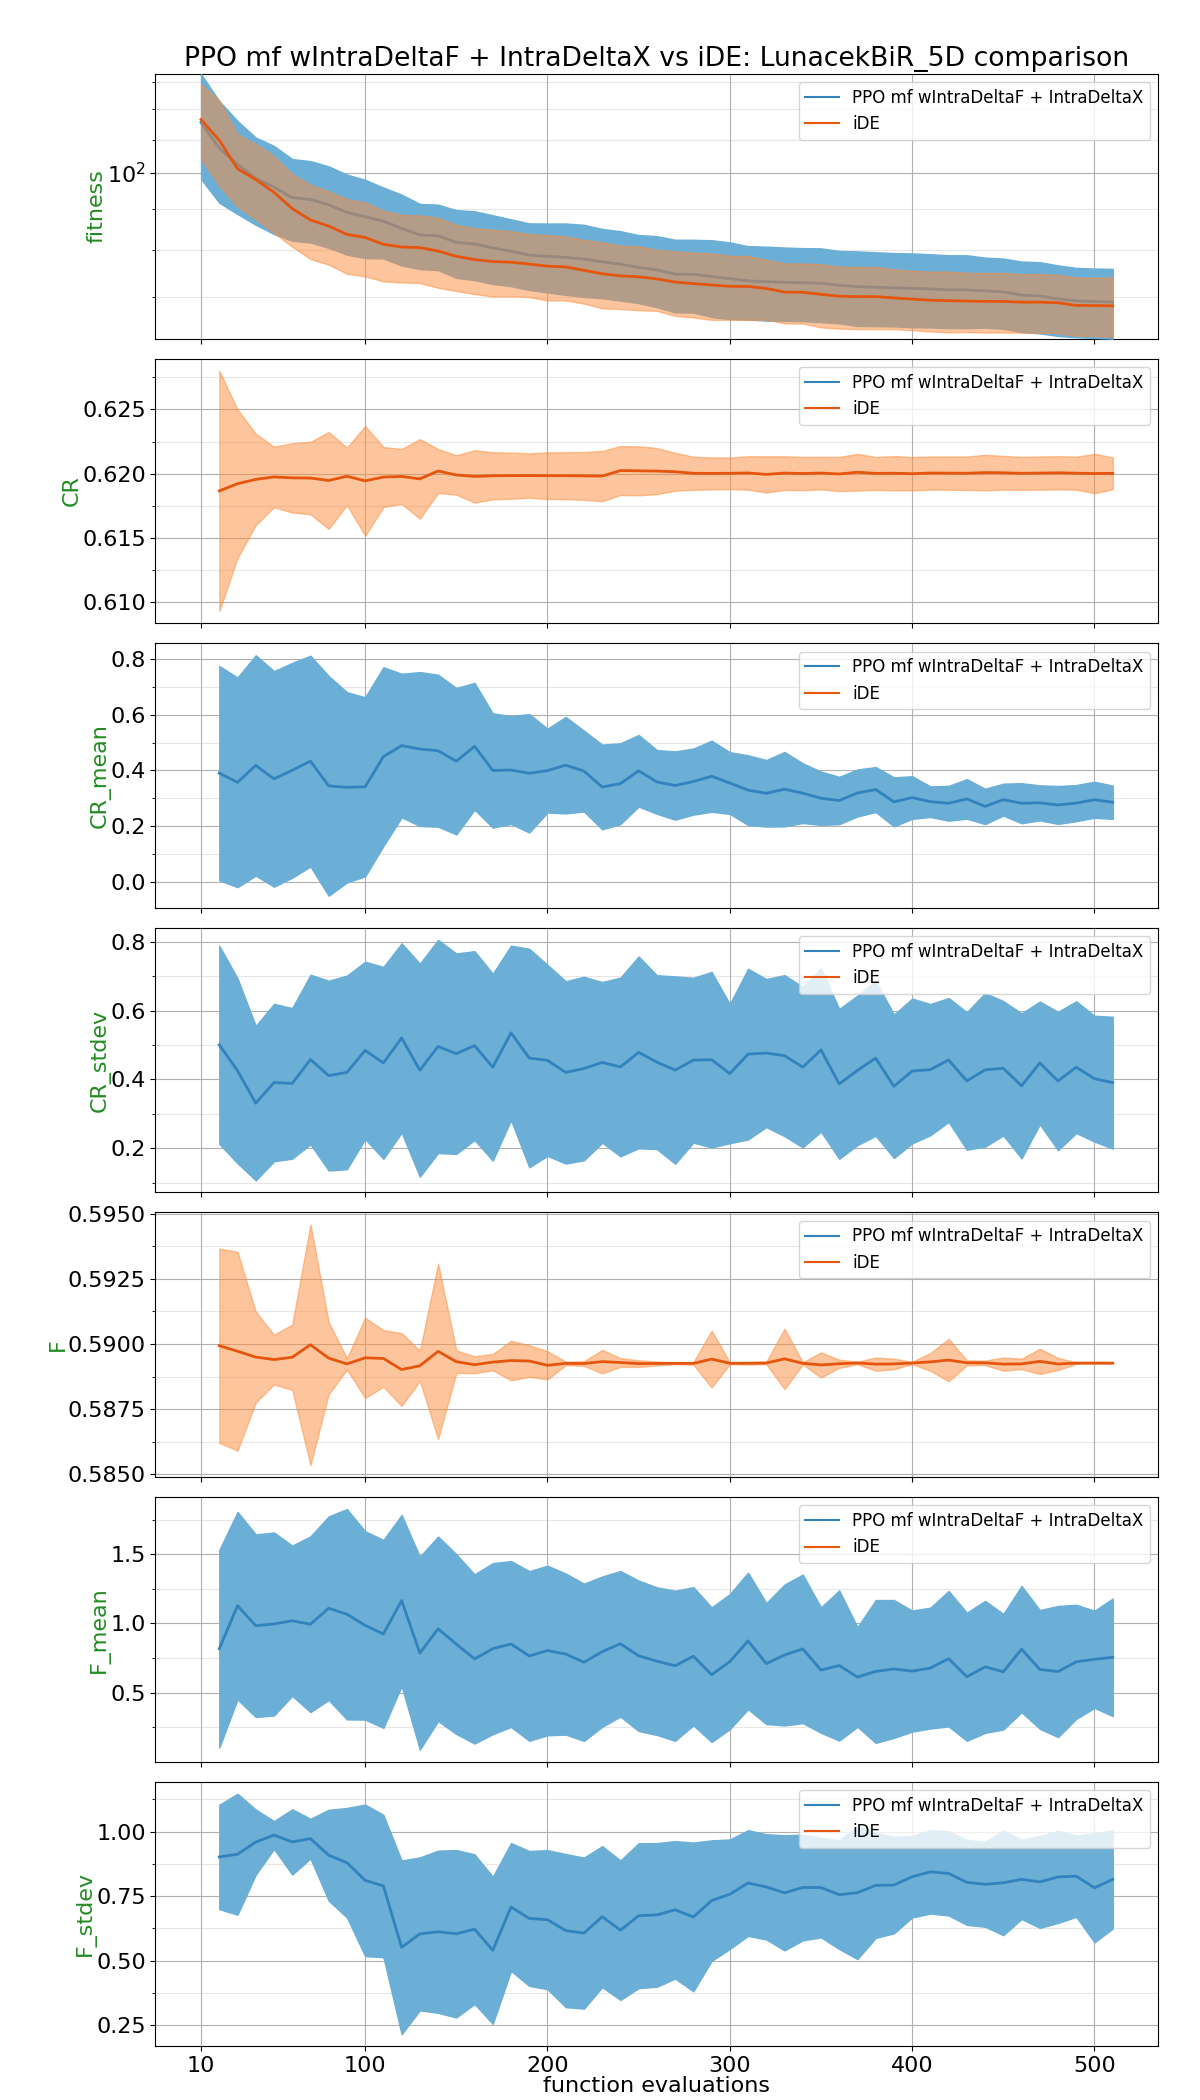 PPO mf wIntraDeltaF + IntraDeltaX vs iDE: LunacekBiR_5D comparison
fitness
10²
PPO mf wIntraDeltaF + IntraDeltaX
iDE
CR
0.625
0.620
0.615
0.610
PPO mf wIntraDeltaF + IntraDeltaX
iDE
CR_mean
0.8
0.6
0.4
0.2
0.0
PPO mf wIntraDeltaF + IntraDeltaX
iDE
CR_stdev
0.8
0.6
0.4
0.2
PPO mf wIntraDeltaF + IntraDeltaX
iDE
F
0.5950
0.5925
0.5900
0.5875
0.5850
PPO mf wIntraDeltaF + IntraDeltaX
iDE
F_mean
1.5
1.0
0.5
PPO mf wIntraDeltaF + IntraDeltaX
iDE
F_stdev
1.00
0.75
0.50
0.25
PPO mf wIntraDeltaF + IntraDeltaX
iDE
10 100 200 300 400 500
function evaluations